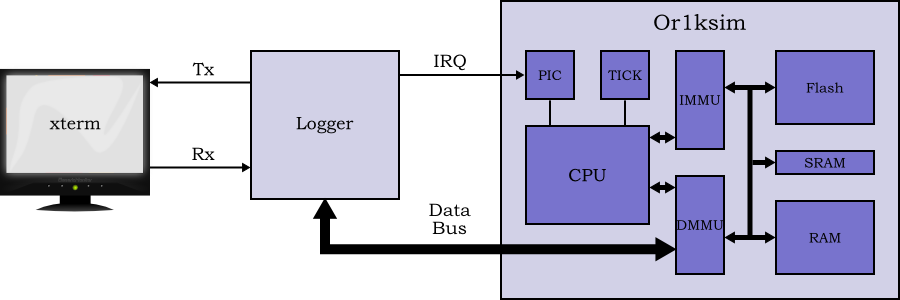 Or1ksim
Tx
IRQ
PIC
TICK
IMMU
Flash
xterm
Logger
Rx
CPU
SRAM
Data
Bus
DMMU
RAM